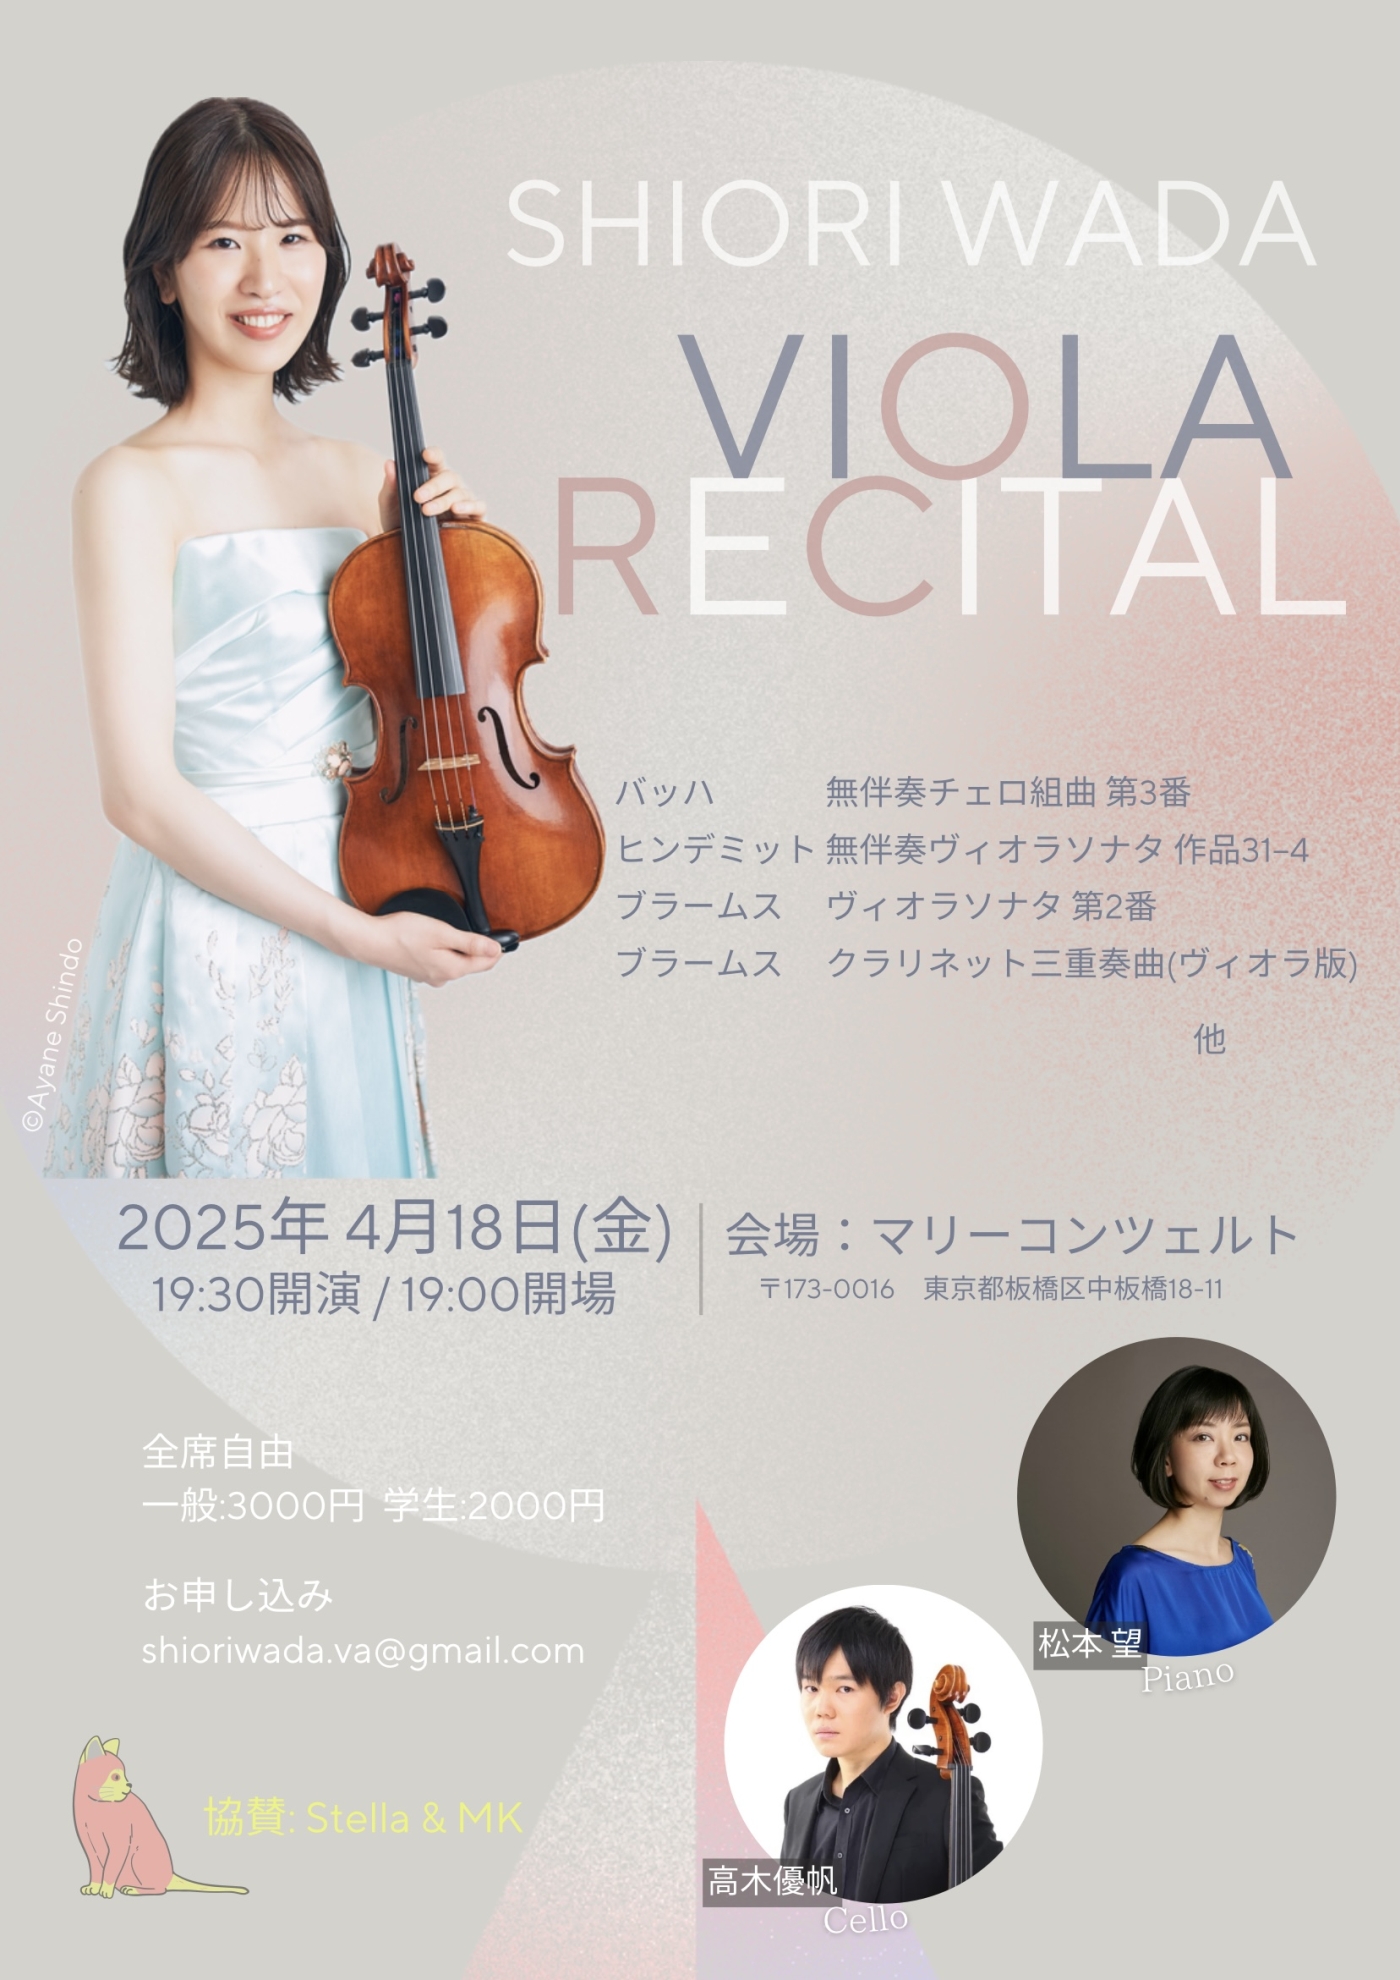 SHIORI WADA
VIOLA
RECITAL
バッハ 無伴奏チェロ組曲 第3番
ヒンデミット 無伴奏ヴィオラソナタ 作品31-4
ブラームス ヴィオラソナタ 第2番
ブラームス クラリネット三重奏曲(ヴィオラ版)
他
©Ayane Shindo
2025年 4月18日(金)
19:30開演 / 19:00開場
会場：マリーコンツェルト
〒173-0016 東京都板橋区中板橋18-11
全席自由
一般:3000円 学生:2000円
お申し込み
shioriwada.va@gmail.com
松本 望
Piano
高木優帆
Cello
協賛: Stella & MK